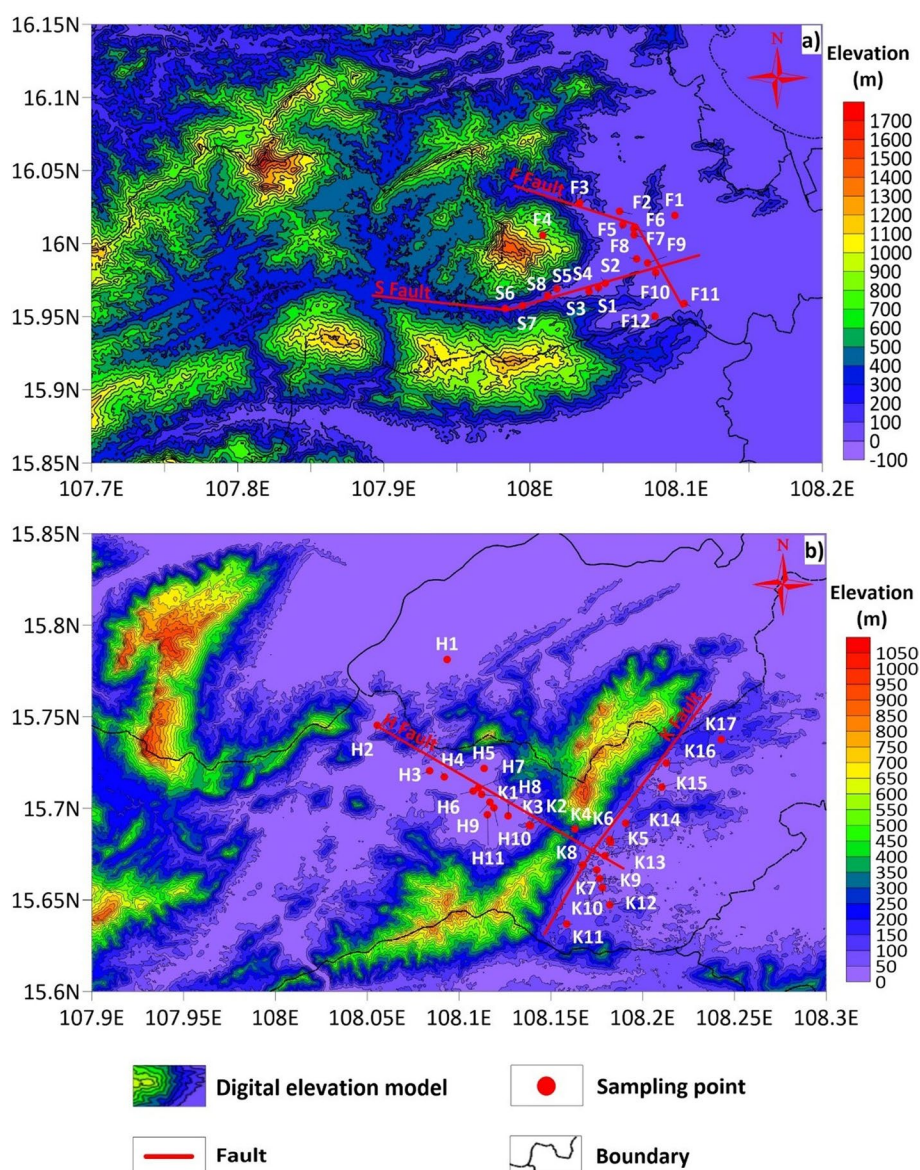 16.15N
16.1N
16.05N
16N
15.95N
15.9N
15.85N
107.7E 107.8E 107.9E 108E 108.1E 108.2E
a)
N
Elevation
(m)
1700
1600
1500
1400
1300
1200
1100
1000
900
800
700
600
500
400
300
200
100
0
-100
F Fault
F3
F2
F1
F4
F5
F6
F8
F7
F9
S2
S5
S4
S8
S Fault
S6
S7
S3
S1
F10
F11
F12
15.85N
15.8N
15.75N
15.7N
15.65N
15.6N
107.9E 107.95E 108E 108.05E 108.1E 108.15E 108.2E 108.25E 108.3E
b)
N
Elevation
(m)
1050
1000
950
900
850
800
750
700
650
600
550
500
450
400
350
300
250
200
150
100
50
0
H1
H2
H Fault
H3
H4
H5
H7
H8
H6
K1
K3
K2
K4
K6
H9
H10
H11
K Fault
K17
K16
K15
K14
K5
K13
K8
K7
K9
K10
K12
K11
Digital elevation model
Sampling point
Fault
Boundary